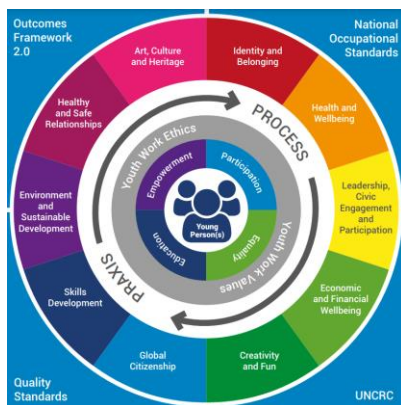 Outcomes
Framework
2.0
National
Occupational
Standards
Art, Culture
and Heritage
Identity and
Belonging
Healthy
and Safe
Relationships
Health and
Wellbeing
Environment
and
Sustainable
Development
Leadership,
Civic
Engagement
and
Participation
Skills
Development
Economic
and Financial
Wellbeing
Global
Citizenship
Creativity
and Fun
PROCESS
PRAXIS
Youth Work Ethics
Youth Work Values
Empowerment
Participation
Education
Equality
Young
Person(s)
Quality
Standards
UNCRC